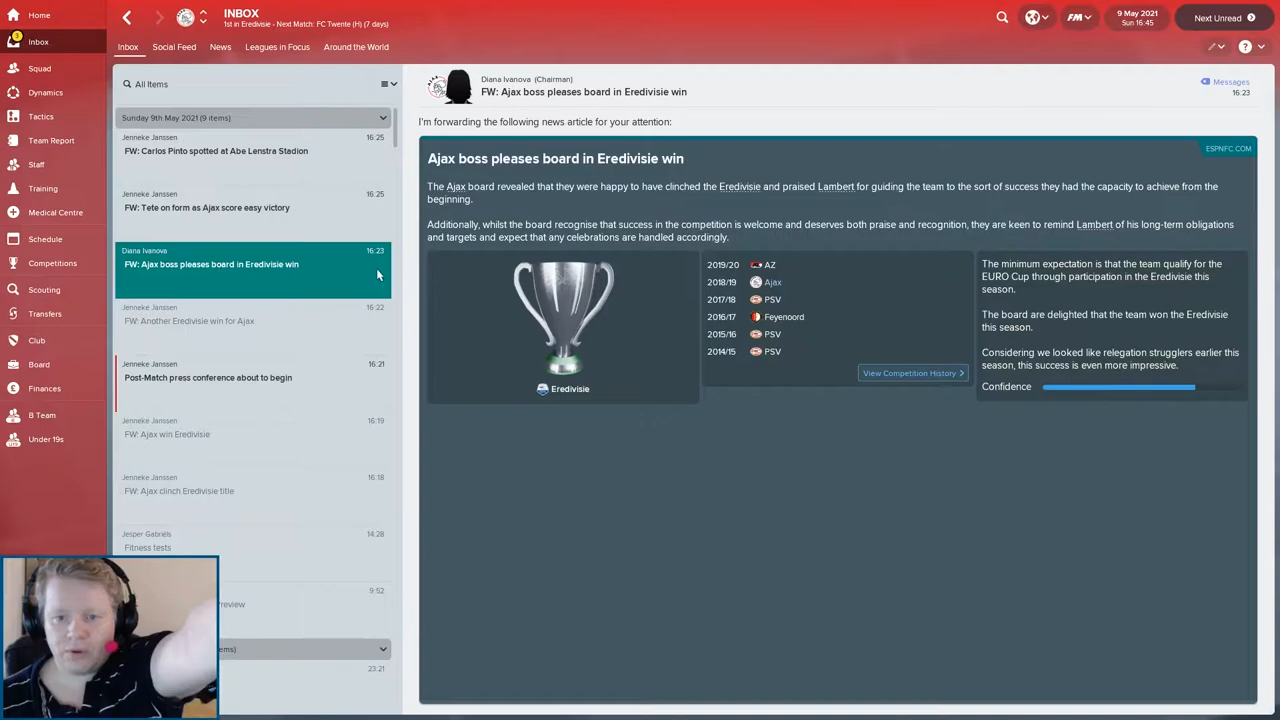 Home
Inbox
3
Squad
Dynamics
Tactics
Team Report
Staff
Training
Medical Centre
Schedule
Competitions
Scouting
Transfers
Club
Board
Finances
B Team
Under 19s
INBOX
1st in Eredivisie - Next Match: FC Twente (H) (7 days)
FM
9 May 2021
Sun 16:45
Next Unread
Inbox
Social Feed
News
Leagues in Focus
Around the World
?
All Items
Sunday 9th May 2021 (9 items)
Jenneke Janssen 16:25
FW: Carlos Pinto spotted at Abe Lenstra Stadion
Jenneke Janssen 16:25
FW: Tete on form as Ajax score easy victory
Diana Ivanova 16:23
FW: Ajax boss pleases board in Eredivisie win
Jenneke Janssen 16:22
FW: Another Eredivisie win for Ajax
Jenneke Janssen 16:21
Post-Match press conference about to begin
Jenneke Janssen 16:19
FW: Ajax win Eredivisie
Jenneke Janssen 16:18
FW: Ajax clinch Eredivisie title
Jesper Gabriëls 14:28
Fitness tests
9:52
Preview
ems)
23:21
Diana Ivanova (Chairman)
FW: Ajax boss pleases board in Eredivisie win
Messages
16:23
I'm forwarding the following news article for your attention:
Ajax boss pleases board in Eredivisie win
ESPNFC.COM
The Ajax board revealed that they were happy to have clinched the Eredivisie and praised Lambert for guiding the team to the sort of success they had the capacity to achieve from the
beginning.
Additionally, whilst the board recognise that success in the competition is welcome and deserves both praise and recognition, they are keen to remind Lambert of his long-term obligations
and targets and expect that any celebrations are handled accordingly.
Eredivisie
2019/20 AZ
2018/19 Ajax
2017/18 PSV
2016/17 Feyenoord
2015/16 PSV
2014/15 PSV
View Competition History
The minimum expectation is that the team qualify for the
EURO Cup through participation in the Eredivisie this
season.
The board are delighted that the team won the Eredivisie
this season.
Considering we looked like relegation strugglers earlier this
season, this success is even more impressive.
Confidence